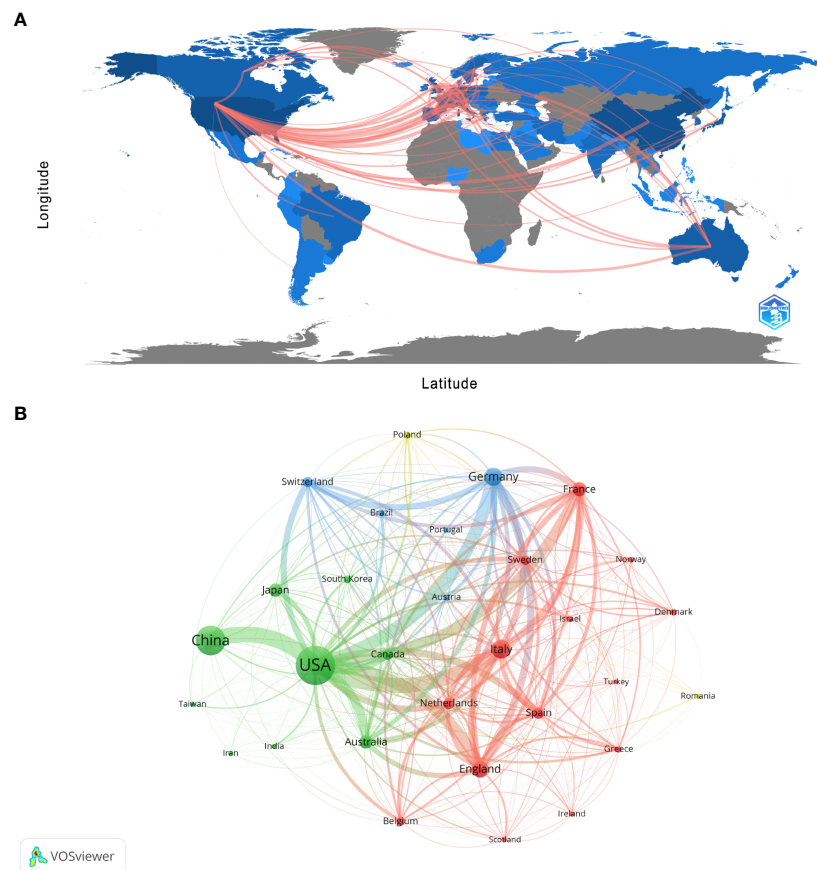 A
Longitude
Latitude
B
Poland
Switzerland
Germany
France
Brazil
Portugal
Sweden
Norway
South Korea
Japan
Austria
Israel
Denmark
China
USA
Canada
Italy
Turkey
Romania
Taiwan
Netherlands
Spain
Iran
India
Australia
Greece
England
Belgium
Ireland
Scotland
VOSviewer